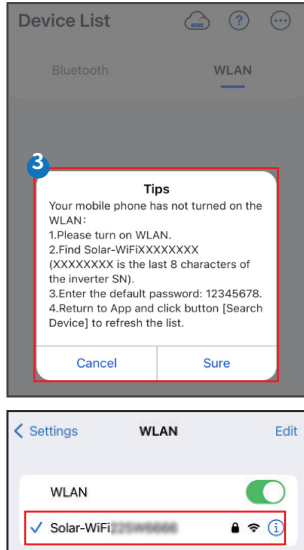 Device List
?
Bluetooth WLAN
3
Tips
Your mobile phone has not turned on the
WLAN:
1.Please turn on WLAN.
2.Find Solar-WiFiXXXXXXXX
(XXXXXXXX is the last 8 characters of
the inverter SN).
3.Enter the default password: 12345678.
4.Return to App and click button [Search
Device] to refresh the list.
Cancel Sure
Settings WLAN Edit
WLAN
Solar-WiFi